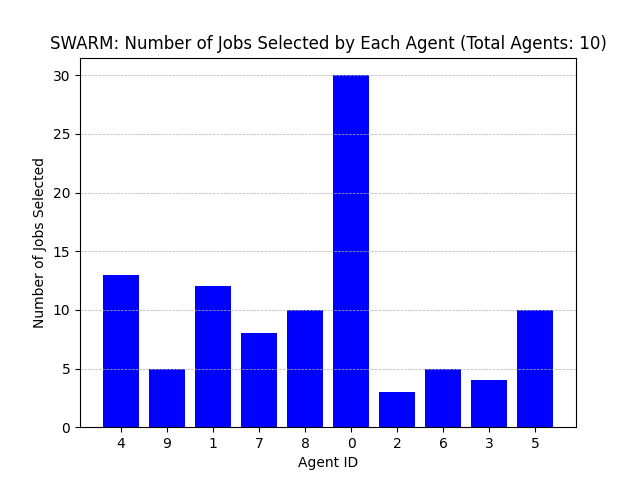 SWARM: Number of Jobs Selected by Each Agent (Total Agents: 10)
30
25
20
15
10
5
0
Number of Jobs Selected
4 9 1 7 8 0 2 6 3 5
Agent ID